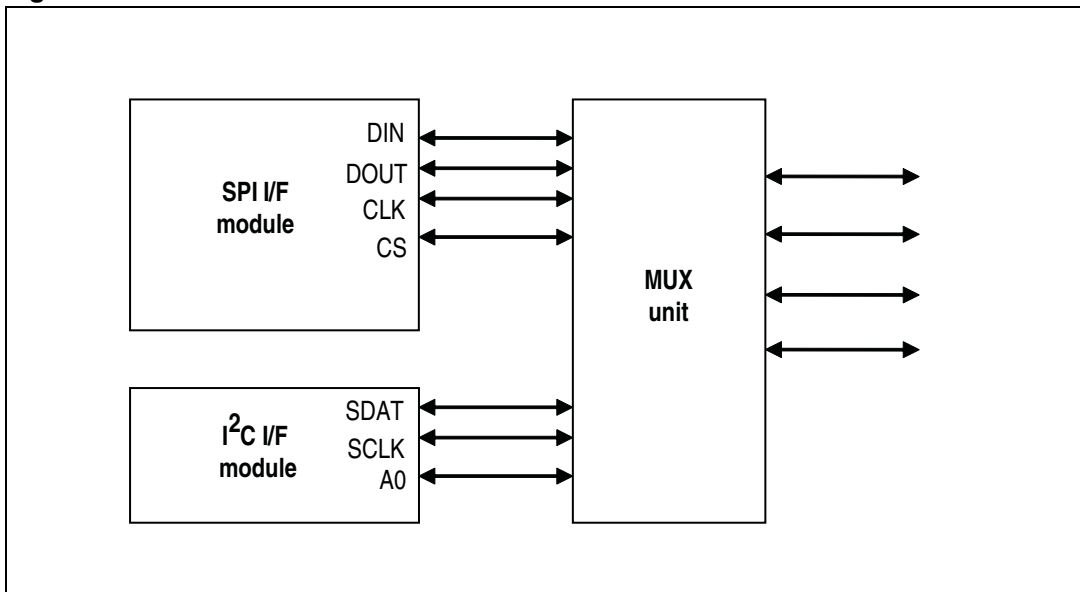 DIN
DOUT
SPI I/F
module
CLK
CS
MUX
unit
SDAT
I²C I/F
module
SCLK
A0